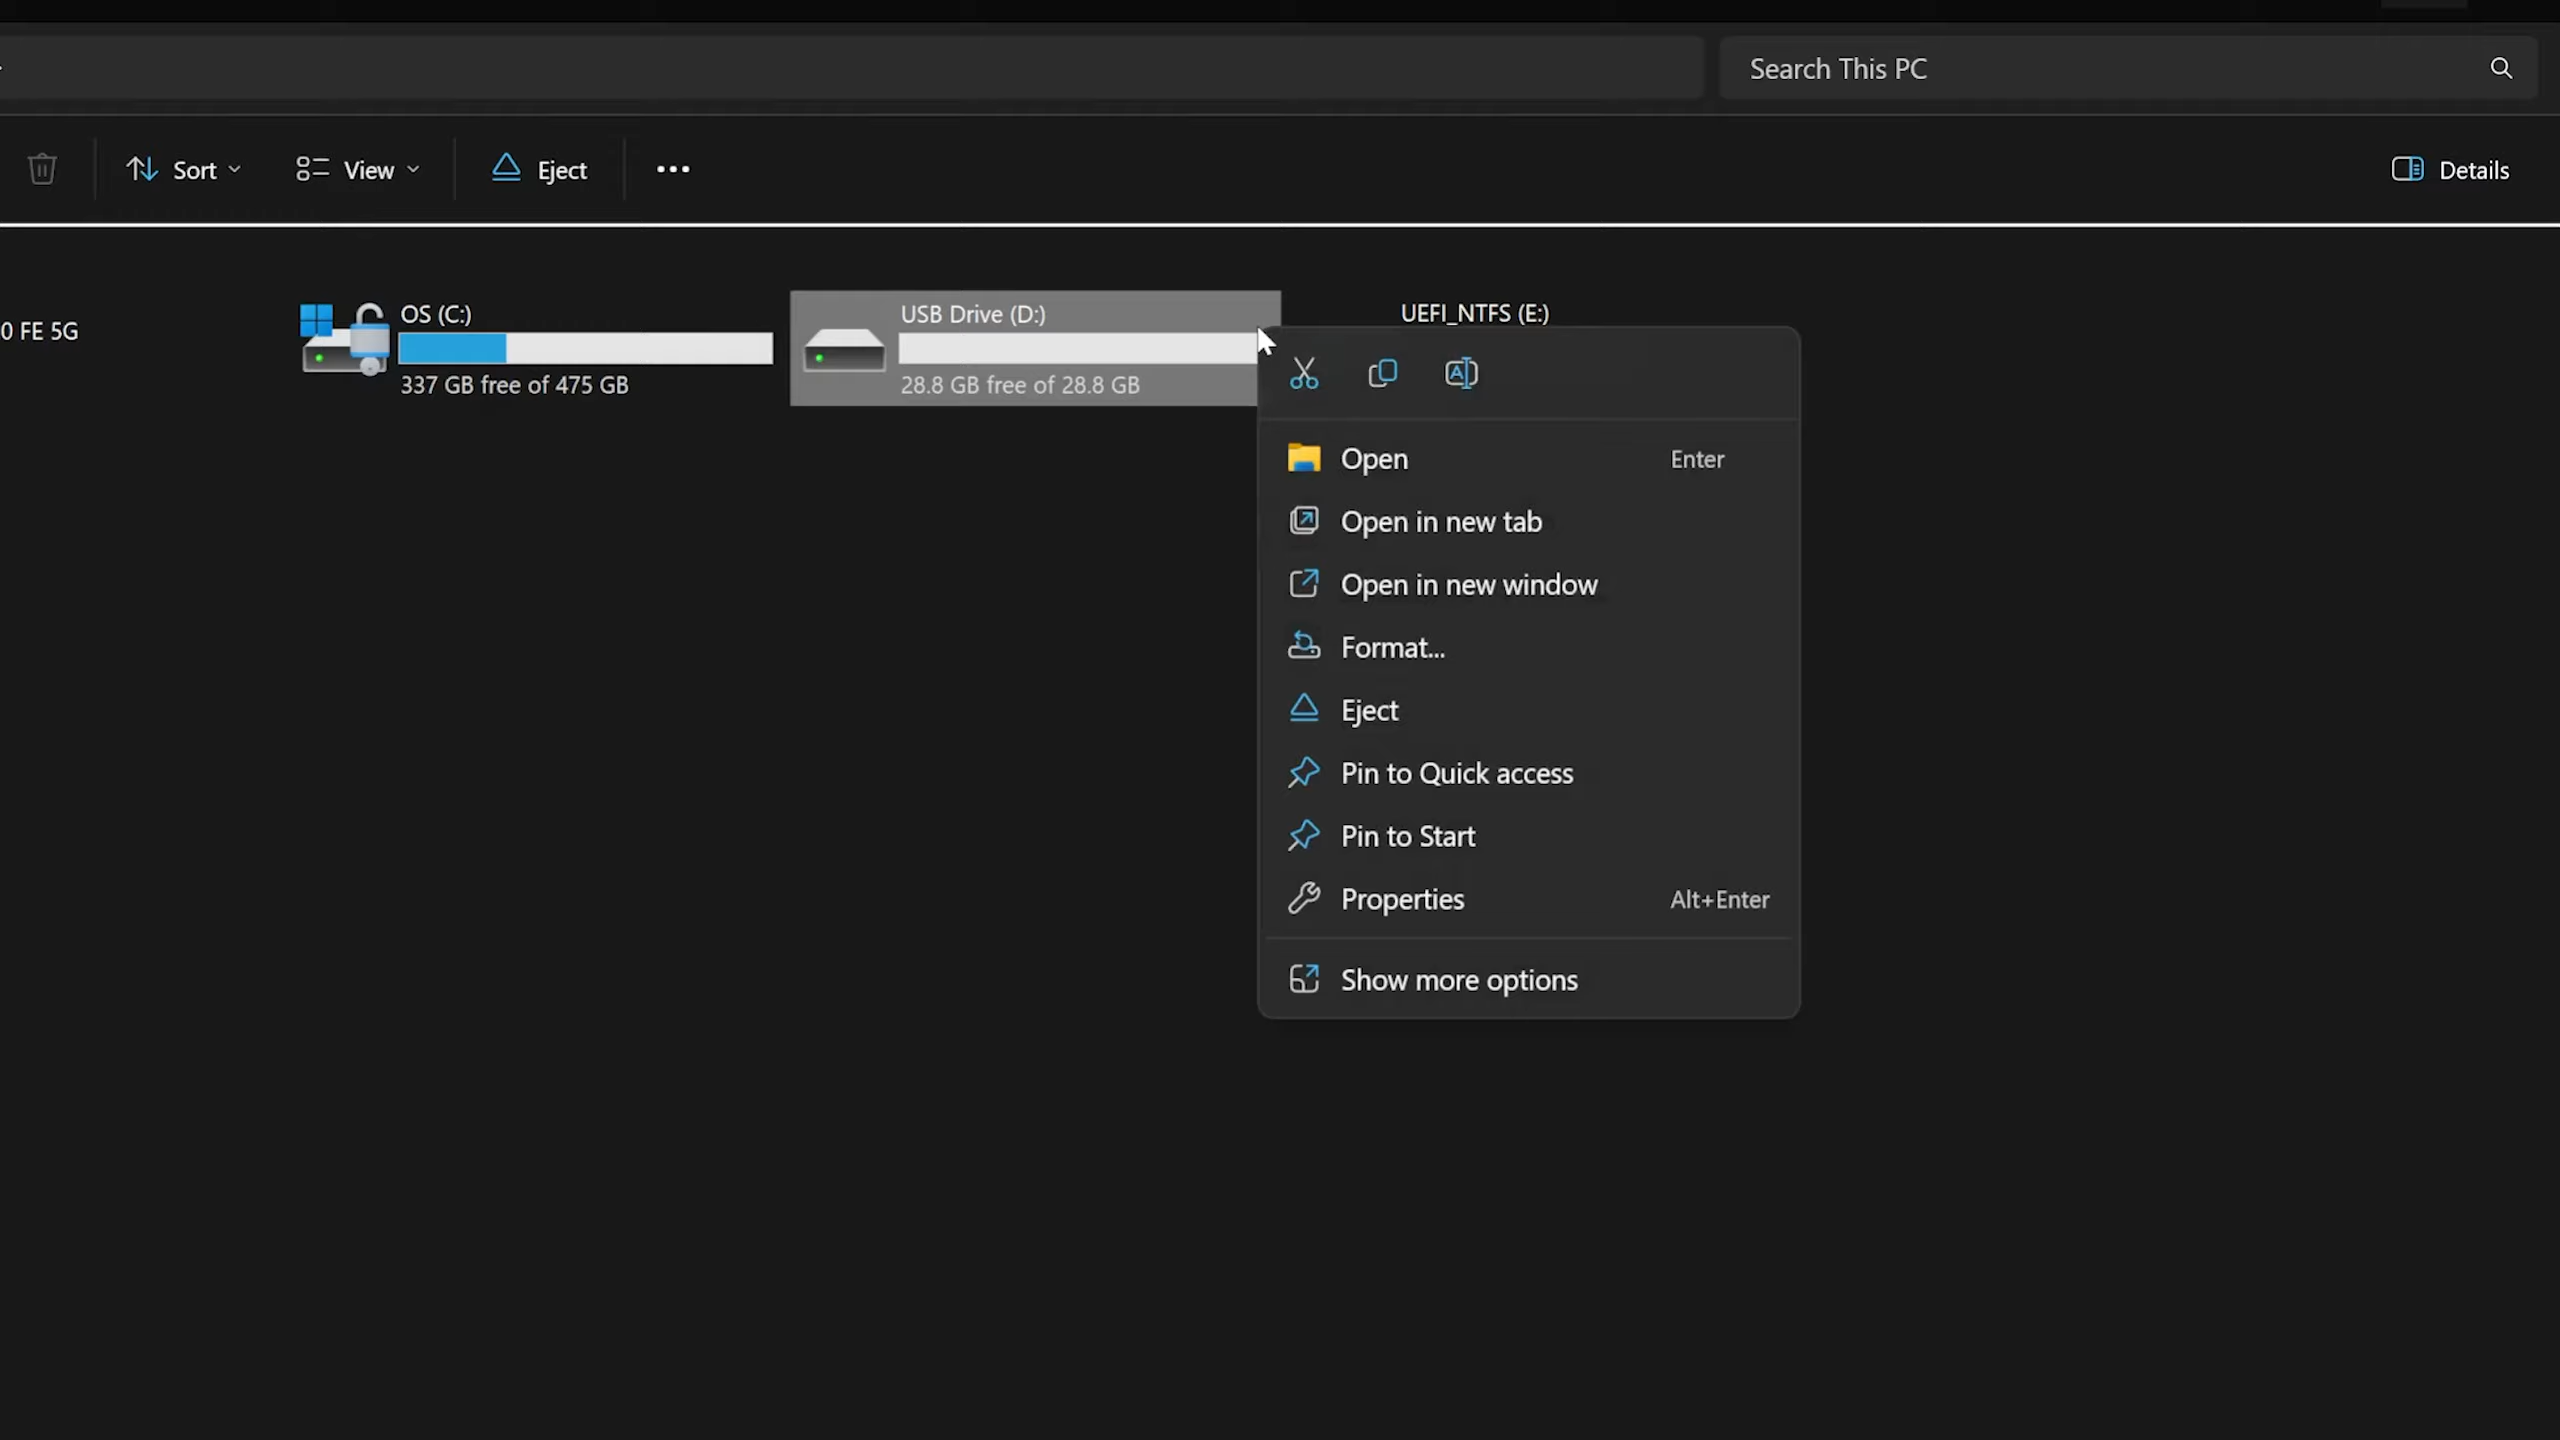 Search This PC
Sort
View
Eject
Details
0 FE 5G
OS (C:)
337 GB free of 475 GB
USB Drive (D:)
28.8 GB free of 28.8 GB
UEFI_NTFS (E:)
Open Enter
Open in new tab
Open in new window
Format...
Eject
Pin to Quick access
Pin to Start
Properties Alt+Enter
Show more options